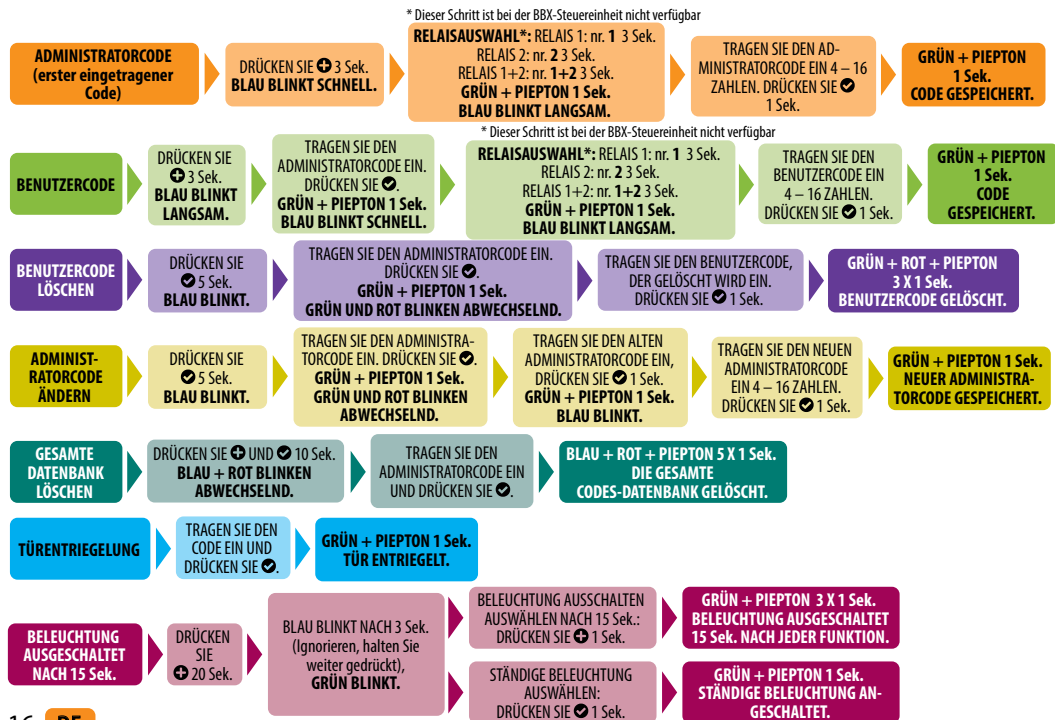 * Dieser Schritt ist bei der BBX-Steuereinheit nicht verfügbar
ADMINISTRATORCODE
(erster eingetragener
Code)
DRÜCKEN SIE ➕ 3 Sek.
BLAU BLINKT SCHNELL.
RELAISAUSWAHL*: RELAIS 1: nr. 1 3 Sek.
RELAIS 2: nr. 2 3 Sek.
RELAIS 1+2: nr. 1+2 3 Sek.
GRÜN + PIEPTON 1 Sek.
BLAU BLINKT LANGSAM.
TRAGEN SIE DEN AD-
MINISTRATORCODE EIN 4 – 16
ZAHLEN. DRÜCKEN SIE ✔
1 Sek.
GRÜN + PIEPTON
1 Sek.
CODE GESPEICHERT.
* Dieser Schritt ist bei der BBX-Steuereinheit nicht verfügbar
BENUTZERCODE
DRÜCKEN SIE
➕ 3 Sek.
BLAU BLINKT
LANGSAM.
TRAGEN SIE DEN
ADMINISTRATORCODE EIN.
DRÜCKEN SIE ✔.
GRÜN + PIEPTON 1 Sek.
BLAU BLINKT SCHNELL.
RELAISAUSWAHL*: RELAIS 1: nr. 1 3 Sek.
RELAIS 2: nr. 2 3 Sek.
RELAIS 1+2: nr. 1+2 3 Sek.
GRÜN + PIEPTON 1 Sek.
BLAU BLINKT LANGSAM.
TRAGEN SIE DEN
BENUTZERCODE EIN
4 – 16 ZAHLEN.
DRÜCKEN SIE ✔ 1 Sek.
GRÜN + PIEPTON
1 Sek.
CODE
GESPEICHERT.
BENUTZERCODE
LÖSCHEN
DRÜCKEN SIE
✔ 5 Sek.
BLAU BLINKT.
TRAGEN SIE DEN ADMINISTRATORCODE EIN.
DRÜCKEN SIE ✔.
GRÜN + PIEPTON 1 Sek.
GRÜN UND ROT BLINKEN ABWECHSELND.
TRAGEN SIE DEN BENUTZERCODE,
DER GELÖSCHT WIRD EIN.
DRÜCKEN SIE ✔ 1 Sek.
GRÜN + ROT + PIEPTON
3 X 1 Sek.
BENUTZERCODE GELÖSCHT.
ADMINIST-
RATORCODE
ÄNDERN
DRÜCKEN SIE
✔ 5 Sek.
BLAU BLINKT.
TRAGEN SIE DEN ADMINISTRA-
TORCODE EIN. DRÜCKEN SIE ✔.
GRÜN + PIEPTON 1 Sek.
GRÜN UND ROT BLINKEN
ABWECHSELND.
TRAGEN SIE DEN ALTEN
ADMINISTRATORCODE EIN,
DRÜCKEN SIE ✔ 1 Sek.
GRÜN + PIEPTON 1 Sek.
BLAU BLINKT.
TRAGEN SIE DEN NEUEN
ADMINISTRATORCODE
EIN 4 – 16 ZAHLEN.
DRÜCKEN SIE ✔ 1 Sek.
GRÜN + PIEPTON 1 Sek.
NEUER ADMINISTRA-
TORCODE GESPEICHERT.
GESAMTE
DATENBANK
LÖSCHEN
DRÜCKEN SIE ➕ UND ✔ 10 Sek.
BLAU + ROT BLINKEN
ABWECHSELND.
TRAGEN SIE DEN
ADMINISTRATORCODE EIN
UND DRÜCKEN SIE ✔.
BLAU + ROT + PIEPTON 5 X 1 Sek.
DIE GESAMTE
CODES-DATENBANK GELÖSCHT.
TÜRENTRIEGELUNG
TRAGEN SIE DEN
CODE EIN UND
DRÜCKEN SIE ✔.
GRÜN + PIEPTON 1 Sek.
TÜR ENTRIEGELT.
BELEUCHTUNG
AUSGESCHALTET
NACH 15 Sek.
DRÜCKEN
SIE
➕ 20 Sek.
BLAU BLINKT NACH 3 Sek.
(Ignorieren, halten Sie
weiter gedrückt),
GRÜN BLINKT.
BELEUCHTUNG AUSSCHALTEN
AUSWÄHLEN NACH 15 Sek.:
DRÜCKEN SIE ➕ 1 Sek.
GRÜN + PIEPTON 3 X 1 Sek.
BELEUCHTUNG AUSGESCHALTET
15 Sek. NACH JEDER FUNKTION.
STÄNDIGE BELEUCHTUNG
AUSWÄHLEN:
DRÜCKEN SIE ✔ 1 Sek.
GRÜN + PIEPTON 1 Sek.
STÄNDIGE BELEUCHTUNG AN-
GESCHALTET.
16 DE